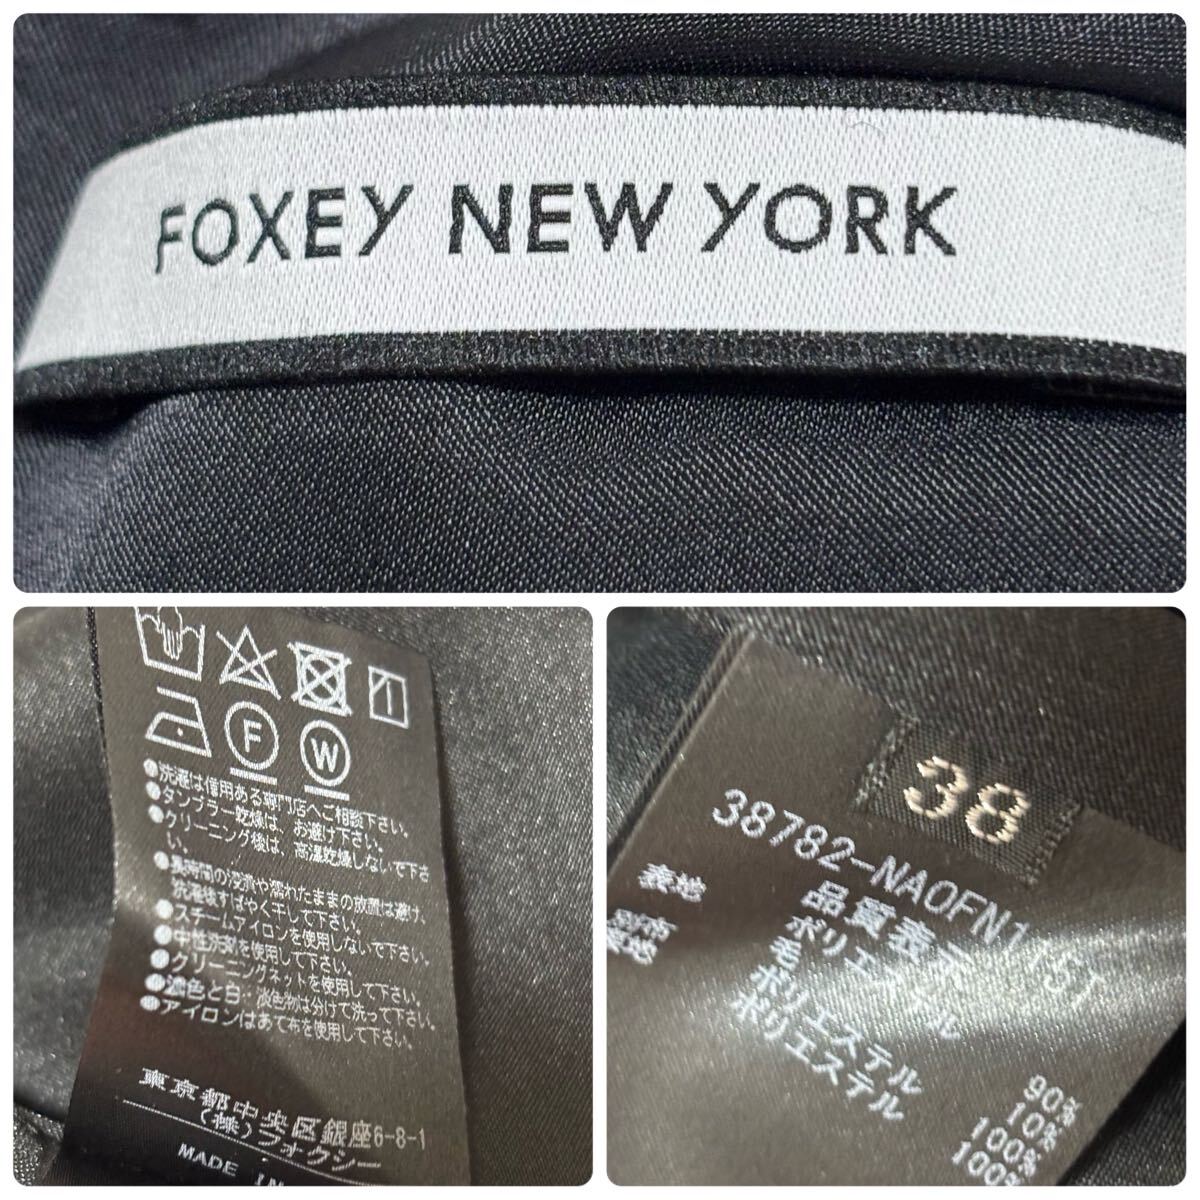 FOXEY NEW YORK
F
W
●洗濯は信用ある専門店へご相談下さい。
●タンブラー乾燥は、お避け下さい。
●クリーニング後は、高温乾燥しないで下さ
い。
●長時間の浸漬や濡れたままの放置は避け、
洗濯後すばやく干して下さい。
●スチームアイロンを使用しないで下さい。
●中性洗剤を使用して下さい。
●クリーニングネットを使用して下さい。
●濃色と白・淡色物は分けて洗って下さい。
●アイロンはあて布を使用して下さい。
東京都中央区銀座6-8-1
(株)フォクシー
MADE IN
38
38782-NAOFN1
品質表示
表地 ポリエステル 90%
毛 10%
ポリエステル 100%
ポリエステル 100%